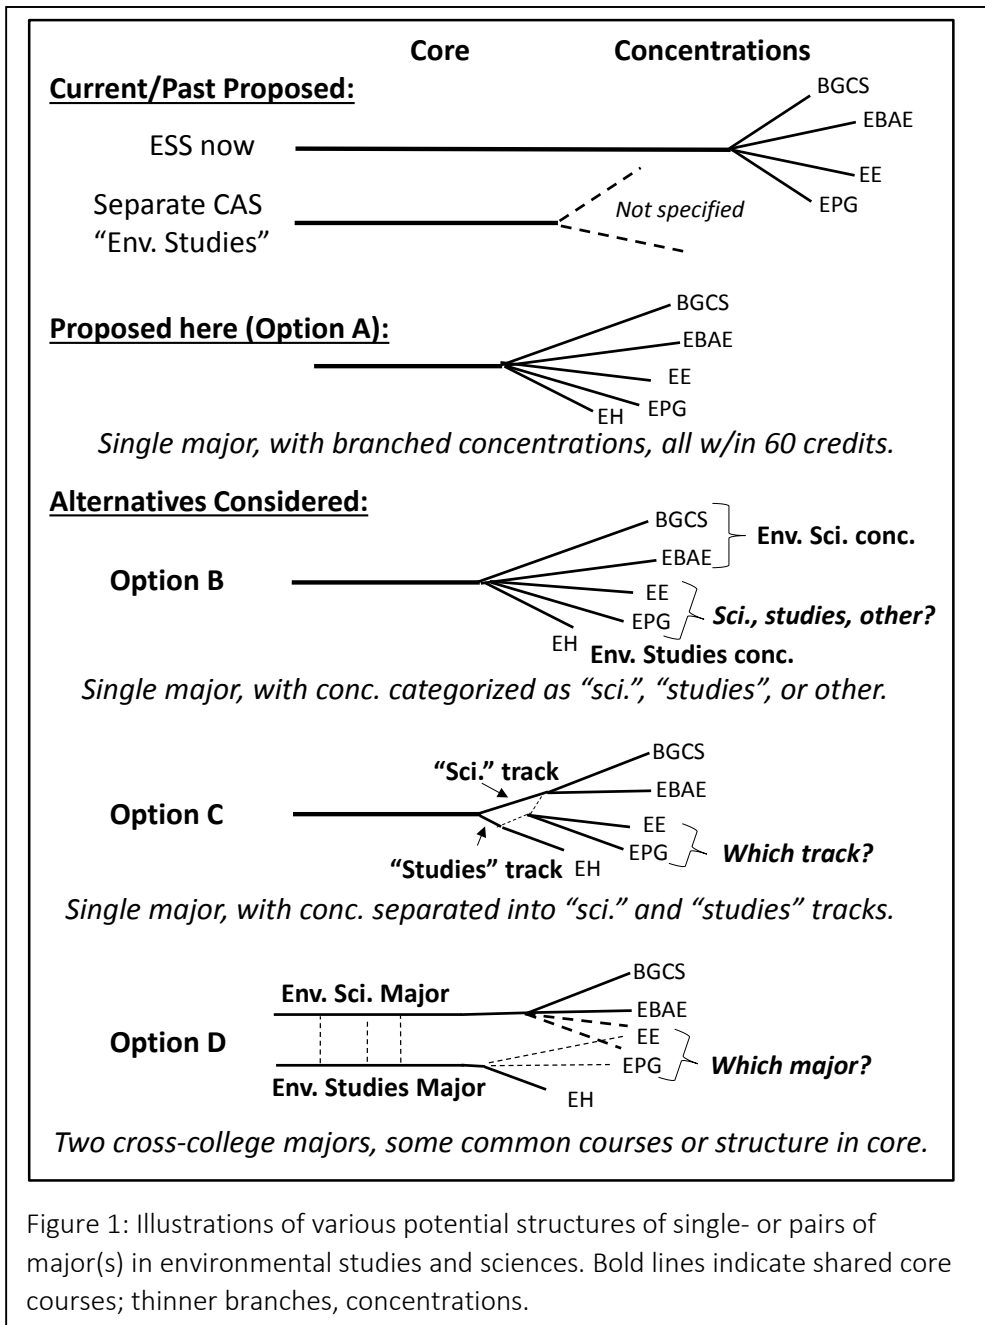 Core Concentrations
Current/Past Proposed:
BGCS
EBAE
ESS now
EE
EPG
Separate CAS
“Env. Studies”
Not specified
Proposed here (Option A):
BGCS
EBAE
EE
EPG
EH
Single major, with branched concentrations, all w/in 60 credits.
Alternatives Considered:
Option B
BGCS
EBAE
Env. Sci. conc.
EE
EPG
Sci., studies, other?
EH
Env. Studies conc.
Single major, with conc. categorized as “sci.”, “studies”, or other.
Option C
“Sci.” track
BGCS
EBAE
EE
EPG
Which track?
“Studies” track
EH
Single major, with conc. separated into “sci.” and “studies” tracks.
Option D
Env. Sci. Major
BGCS
EBAE
EE
EPG
Which major?
Env. Studies Major
EH
Two cross-college majors, some common courses or structure in core.
Figure 1: Illustrations of various potential structures of single- or pairs of
major(s) in environmental studies and sciences. Bold lines indicate shared core
courses; thinner branches, concentrations.